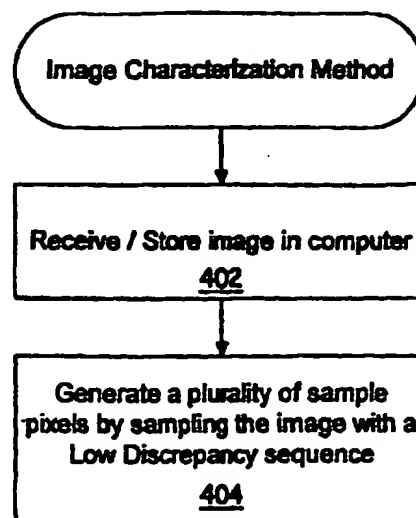 Image Characterization Method
Receive / Store image in computer
402
Generate a plurality of sample
pixels by sampling the image with a
Low Discrepancy sequence
404